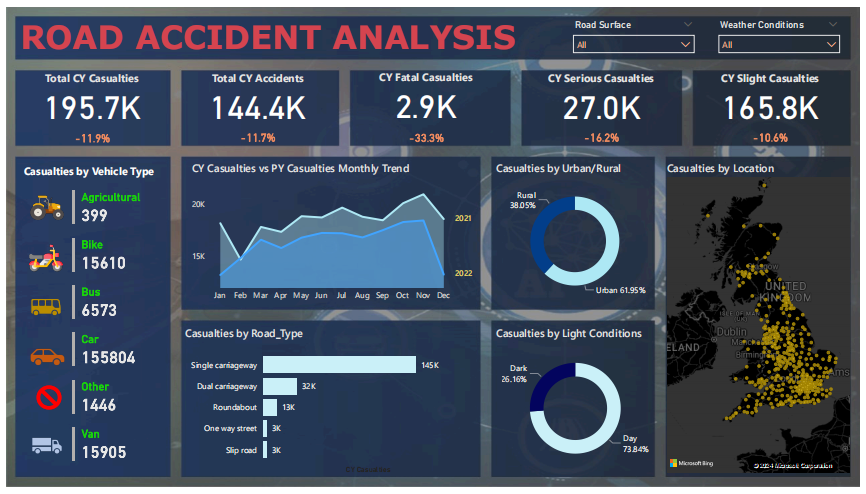 ROAD ACCIDENT ANALYSIS
Road Surface
All
Weather Conditions
All
Total CY Casualties
195.7K
-11.9%
Total CY Accidents
144.4K
-11.7%
CY Fatal Casualties
2.9K
-33.3%
CY Serious Casualties
27.0K
-16.2%
CY Slight Casualties
165.8K
-10.6%
Casualties by Vehicle Type
Agricultural
399
Bike
15610
Bus
6573
Car
155804
Other
1446
Van
15905
CY Casualties vs PY Casualties Monthly Trend
20K
15K
2021
2022
Jan Feb Mar Apr May Jun Jul Aug Sep Oct Nov Dec
Casualties by Road_Type
Single carriageway 145K
Dual carriageway 32K
Roundabout 13K
One way street 3K
Slip road 3K
CY Casualties
Casualties by Urban/Rural
Rural
38.05%
Urban 61.95%
Casualties by Light Conditions
Dark
26.16%
Day
73.84%
Casualties by Location
UNITED
KINGDOM
Dublin
ELAND
Microsoft Bing
© 2024 Microsoft Corporation